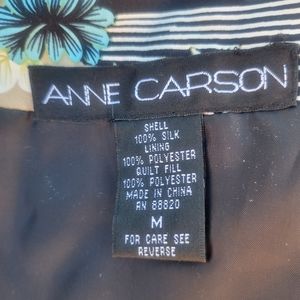 ANNE CARSON
SHELL
100% SILK
LINING
100% POLYESTER
QUILT FILL
100% POLYESTER
MADE IN CHINA
RN 88820
M
FOR CARE SEE
REVERSE